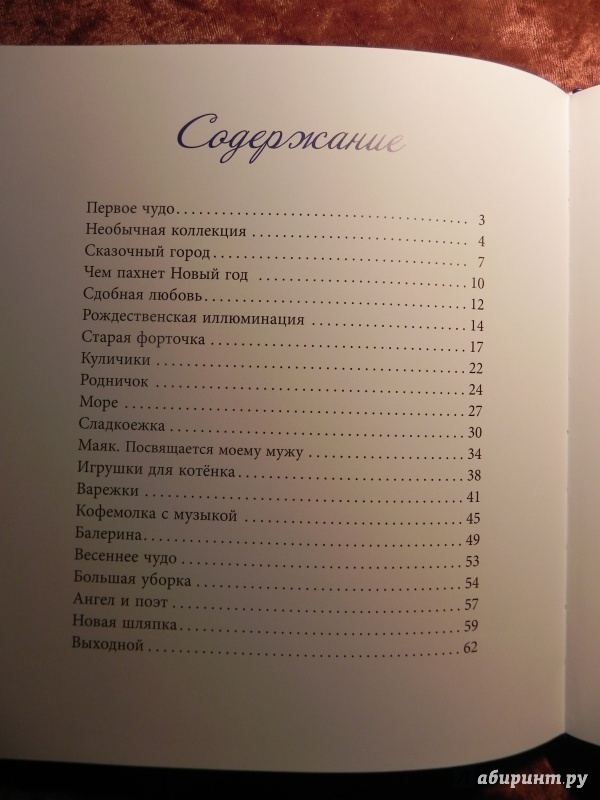 Содержание
Первое чудо........................................ 3
Необычная коллекция ............................. 4
Сказочный город................................... 7
Чем пахнет Новый год ............................ 10
Сдобная любовь.................................... 12
Рождественская иллюминация ..................... 14
Старая форточка ................................... 17
Куличики ........................................... 22
Родничок ........................................... 24
Море ............................................... 27
Сладкоежка ........................................ 30
Маяк. Посвящается моему мужу .................... 34
Игрушки для котёнка............................... 38
Варежки ............................................ 41
Кофемолка с музыкой .............................. 45
Балерина............................................ 49
Весеннее чудо ...................................... 53
Большая уборка .................................... 54
Ангел и поэт ....................................... 57
Новая шляпка....................................... 59
Выходной ........................................... 62
абиринт.ру